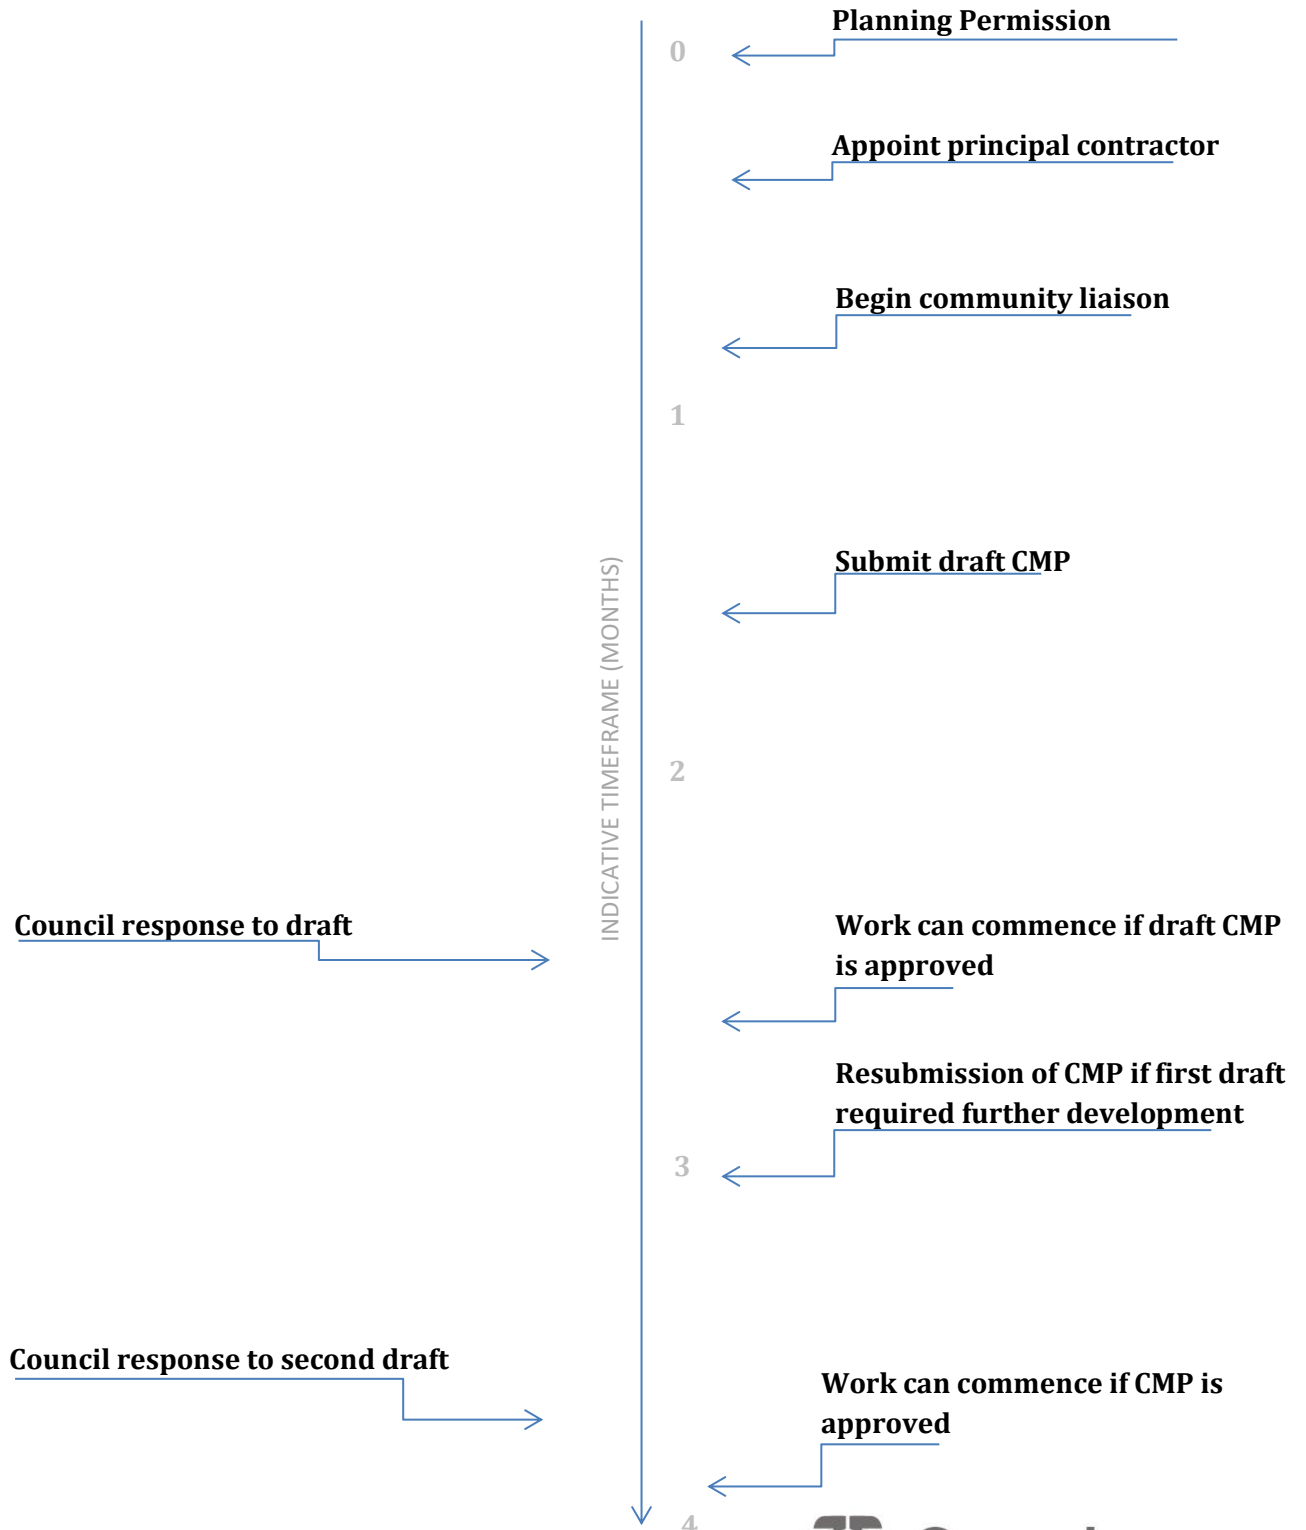 Planning Permission
0
Appoint principal contractor
Begin community liaison
1
Submit draft CMP
INDICATIVE TIMEFRAME (MONTHS)
2
Council response to draft
Work can commence if draft CMP
is approved
Resubmission of CMP if first draft
required further development
3
Council response to second draft
Work can commence if CMP is
approved
4